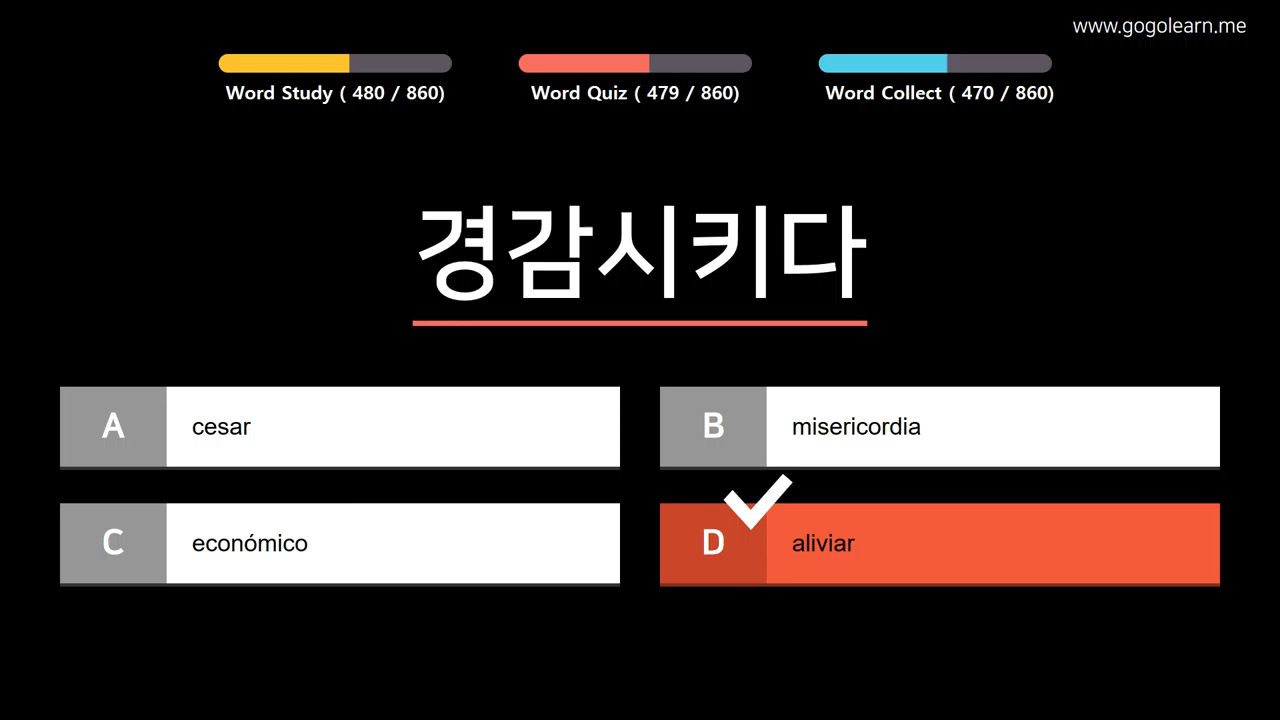 www.gogolearn.me
Word Study ( 480 / 860)
Word Quiz ( 479 / 860)
Word Collect ( 470 / 860)
경감시키다
A cesar
B misericordia
C económico
D aliviar